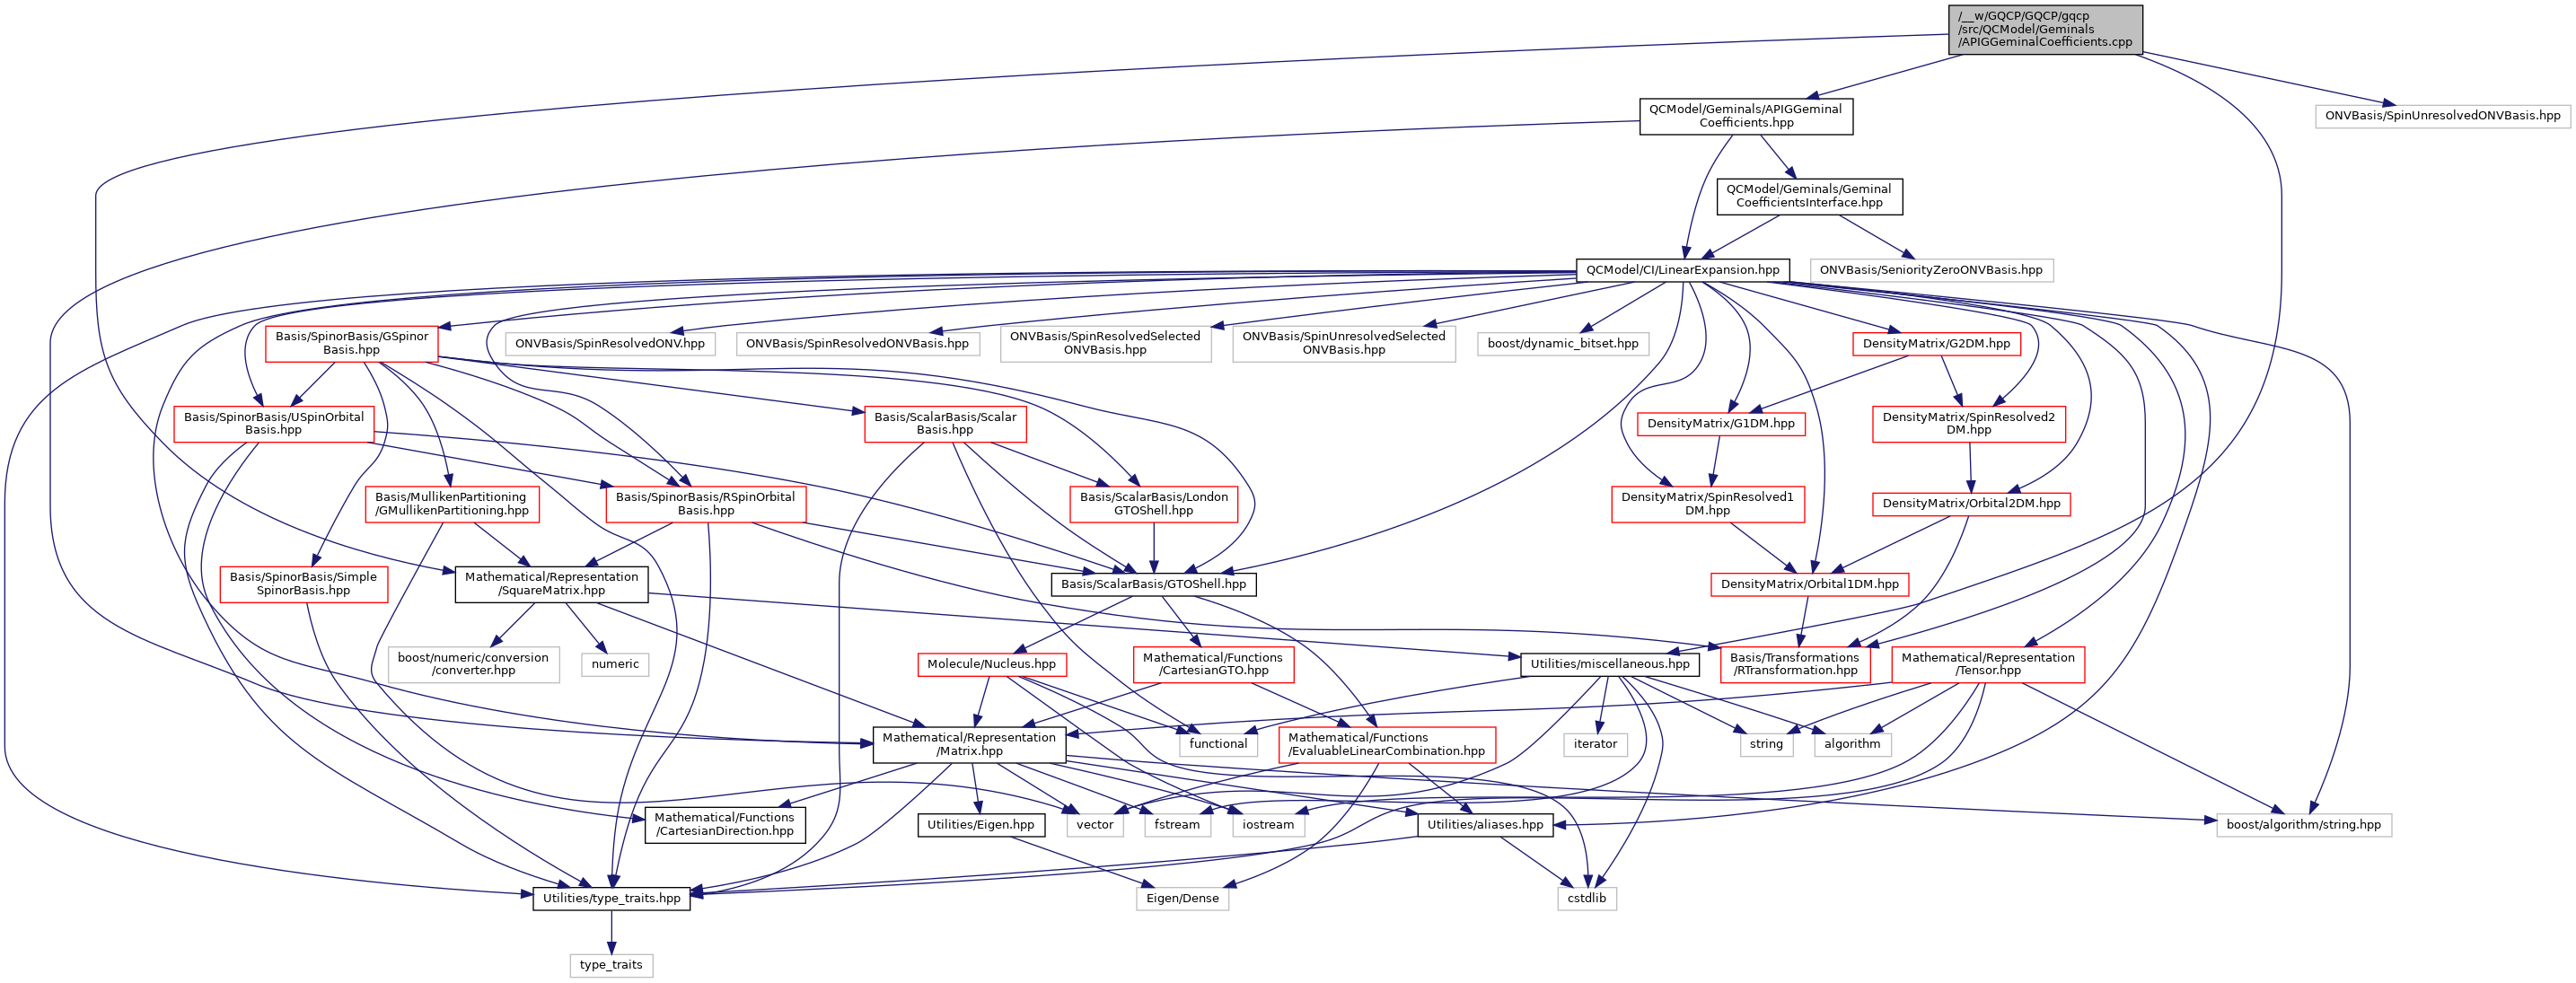 /__w/GQCP/GQCP/gqcp
/src/QCModel/Geminals
/APIGGeminalCoefficients.cpp
QCModel/Geminals/APIGGeminal
Coefficients.hpp
ONVBasis/SpinUnresolvedONVBasis.hpp
QCModel/Geminals/Geminal
CoefficientsInterface.hpp
QCModel/CI/LinearExpansion.hpp
ONVBasis/SeniorityZeroONVBasis.hpp
Basis/SpinorBasis/GSpinor
Basis.hpp
ONVBasis/SpinResolvedONV.hpp
ONVBasis/SpinResolvedONVBasis.hpp
ONVBasis/SpinResolvedSelected
ONVBasis.hpp
ONVBasis/SpinUnresolvedSelected
ONVBasis.hpp
boost/dynamic_bitset.hpp
DensityMatrix/G2DM.hpp
Basis/SpinorBasis/USpinOrbital
Basis.hpp
Basis/ScalarBasis/Scalar
Basis.hpp
DensityMatrix/G1DM.hpp
DensityMatrix/SpinResolved2
DM.hpp
Basis/MullikenPartitioning
/GMullikenPartitioning.hpp
Basis/SpinorBasis/RSpinOrbital
Basis.hpp
Basis/ScalarBasis/London
GTOShell.hpp
DensityMatrix/SpinResolved1
DM.hpp
DensityMatrix/Orbital2DM.hpp
Basis/SpinorBasis/Simple
SpinorBasis.hpp
Mathematical/Representation
/SquareMatrix.hpp
Basis/ScalarBasis/GTOShell.hpp
DensityMatrix/Orbital1DM.hpp
boost/numeric/conversion
/converter.hpp
numeric
Molecule/Nucleus.hpp
Mathematical/Functions
/CartesianGTO.hpp
Utilities/miscellaneous.hpp
Basis/Transformations
/RTransformation.hpp
Mathematical/Representation
/Tensor.hpp
Mathematical/Representation
/Matrix.hpp
functional
Mathematical/Functions
/EvaluableLinearCombination.hpp
iterator
string
algorithm
Mathematical/Functions
/CartesianDirection.hpp
Utilities/Eigen.hpp
vector
fstream
iostream
Utilities/aliases.hpp
boost/algorithm/string.hpp
Utilities/type_traits.hpp
Eigen/Dense
cstdlib
type_traits